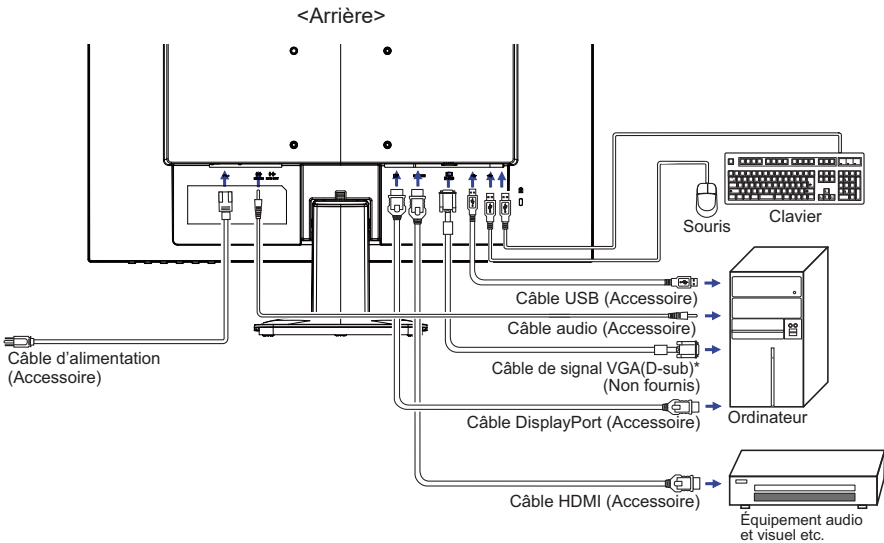 <Arrière>
Souris
Clavier
Câble USB (Accessoire)
Câble audio (Accessoire)
Câble d’alimentation
(Accessoire)
Câble de signal VGA(D-sub)*
(Non fournis)
Câble DisplayPort (Accessoire)
Ordinateur
Câble HDMI (Accessoire)
Équipement audio
et visuel etc.